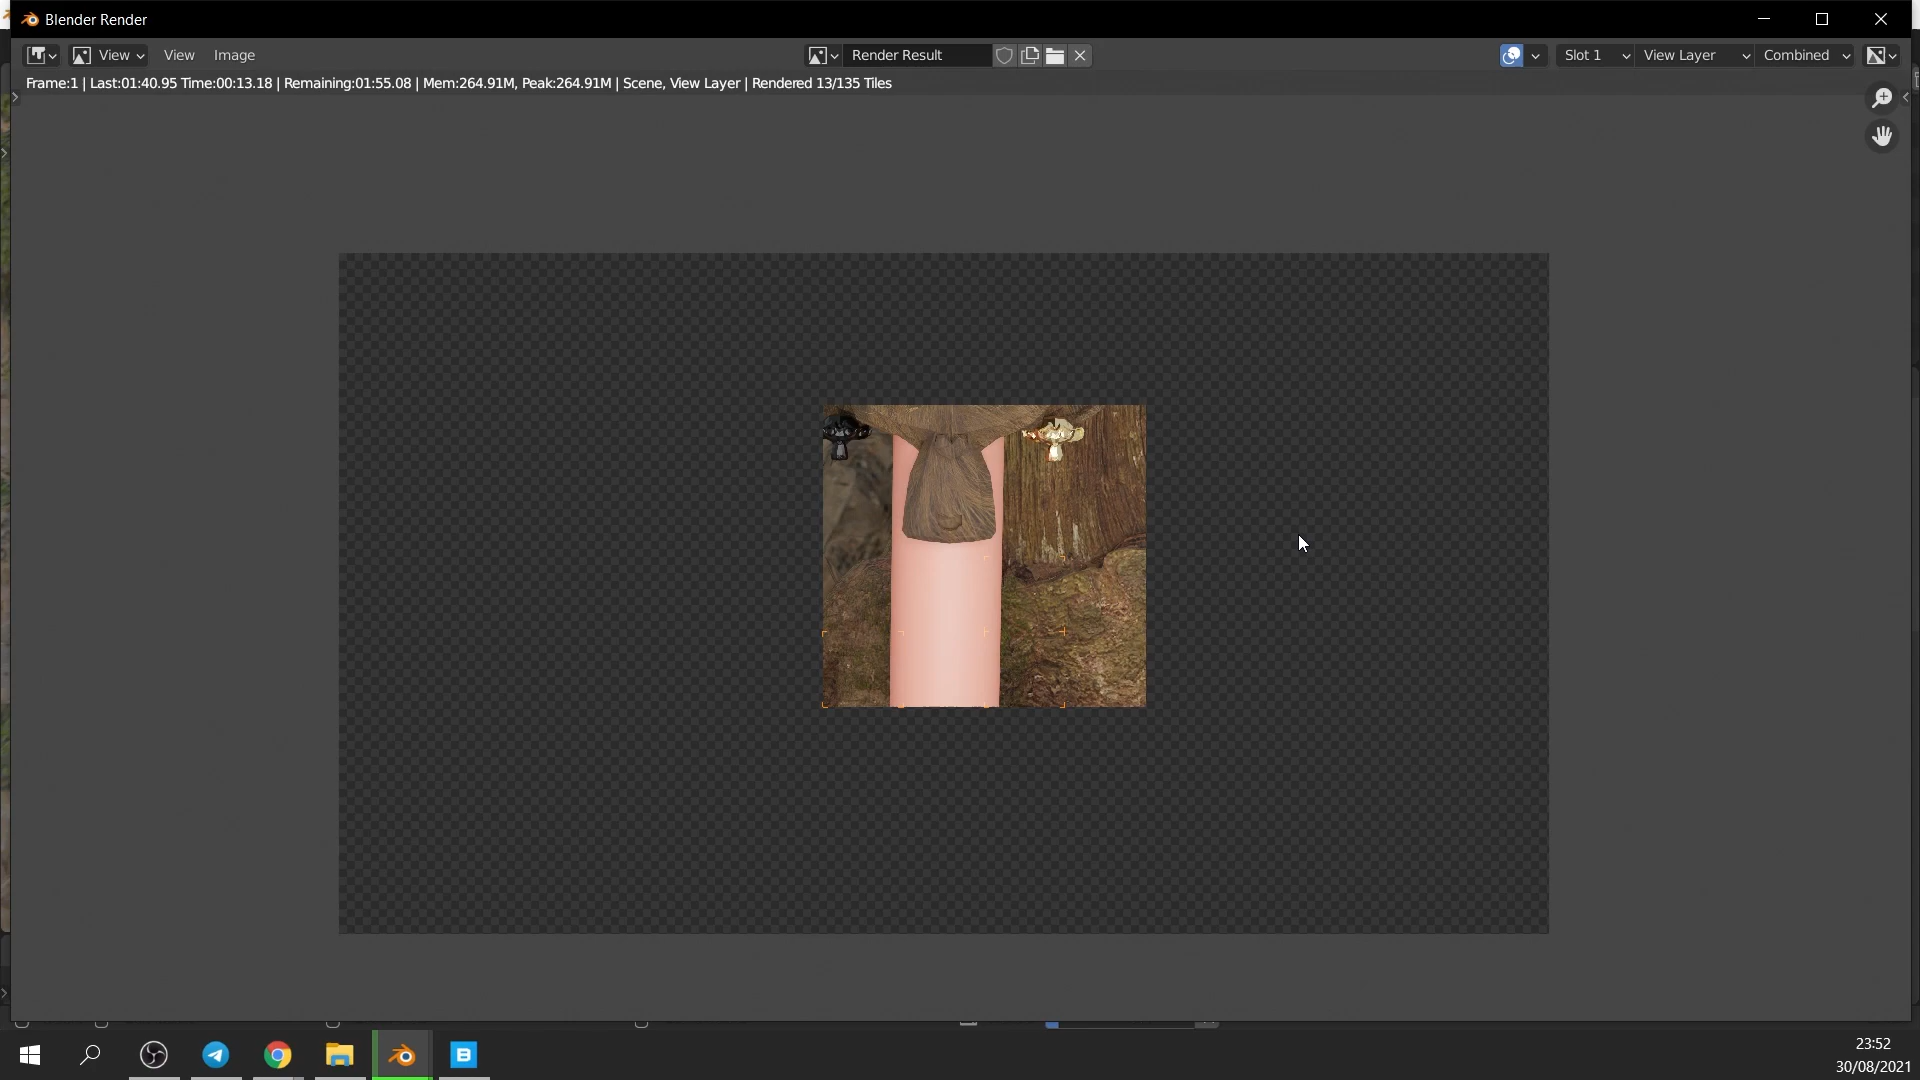 Blender Render
View View Image Render Result Slot 1 View Layer Combined
Frame:1 | Last:01:40.95 Time:00:13.18 | Remaining:01:55.08 | Mem:264.91M, Peak:264.91M | Scene, View Layer | Rendered 13/135 Tiles
B
23:52
30/08/2021